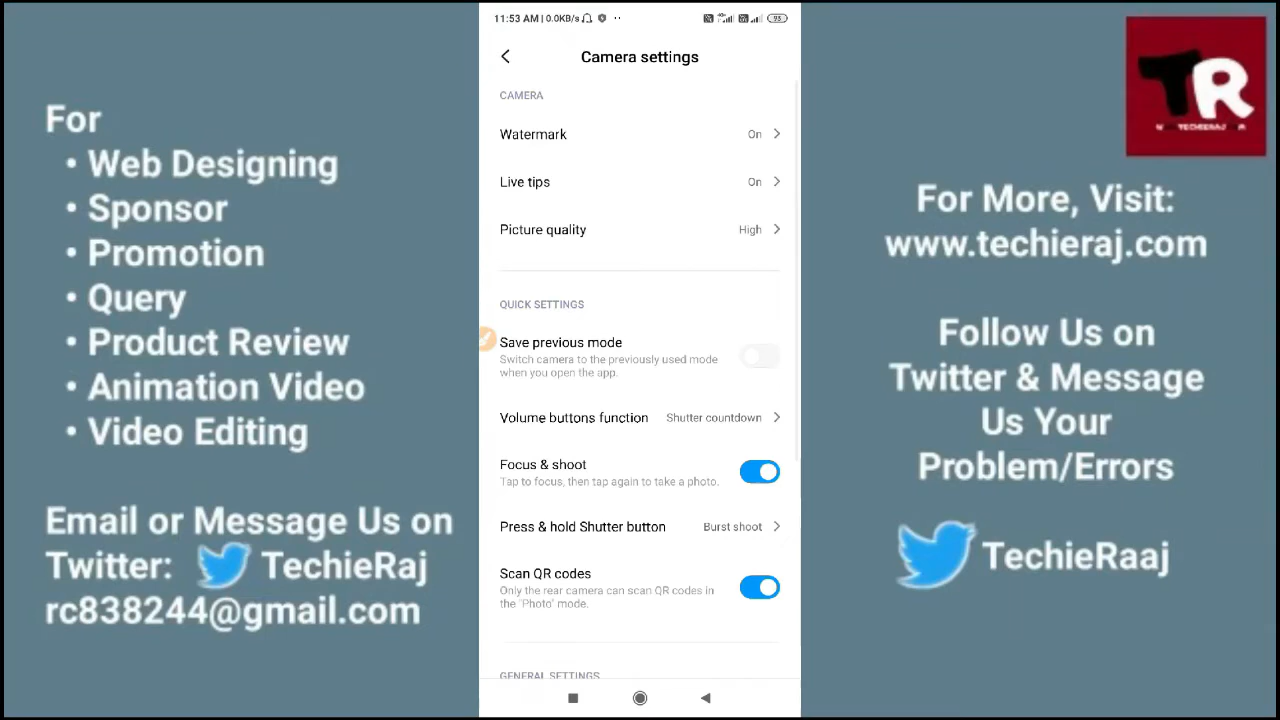 For
• Web Designing
• Sponsor
• Promotion
• Query
• Product Review
• Animation Video
• Video Editing
Email or Message Us on
Twitter: TechieRaj
rc838244@gmail.com
11:53 AM | 0.0KB/s
93
Camera settings
CAMERA
Watermark On
Live tips On
Picture quality High
QUICK SETTINGS
Save previous mode
Switch camera to the previously used mode
when you open the app.
Volume buttons function Shutter countdown
Focus & shoot
Tap to focus, then tap again to take a photo.
Press & hold Shutter button Burst shoot
Scan QR codes
Only the rear camera can scan QR codes in
the "Photo" mode.
GENERAL SETTINGS
TR
For More, Visit:
www.techieraj.com
Follow Us on
Twitter & Message
Us Your
Problem/Errors
TechieRaaj